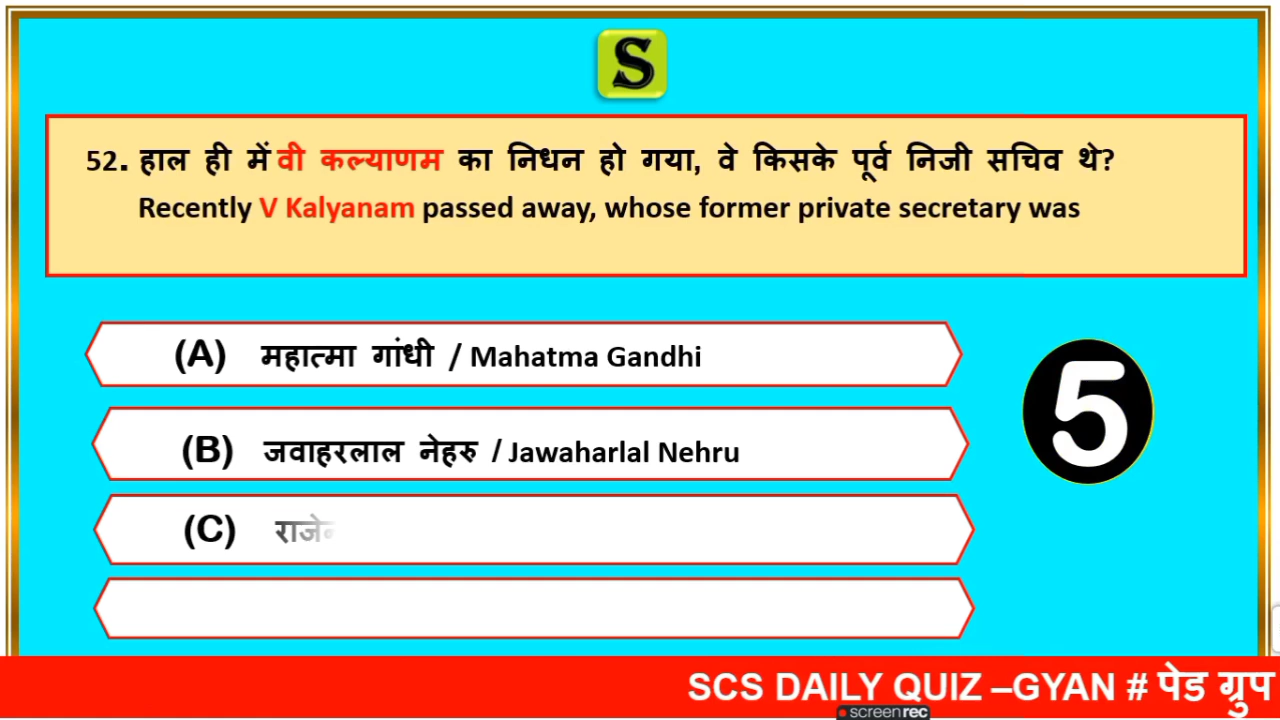 S
52. हाल ही में वी कल्याणम का निधन हो गया, वे किसके पूर्व निजी सचिव थे?
Recently V Kalyanam passed away, whose former private secretary was
(A) महात्मा गांधी / Mahatma Gandhi
5
(B) जवाहरलाल नेहरु / Jawaharlal Nehru
(C)
SCS DAILY QUIZ –GYAN # पेड ग्रुप
screenrec